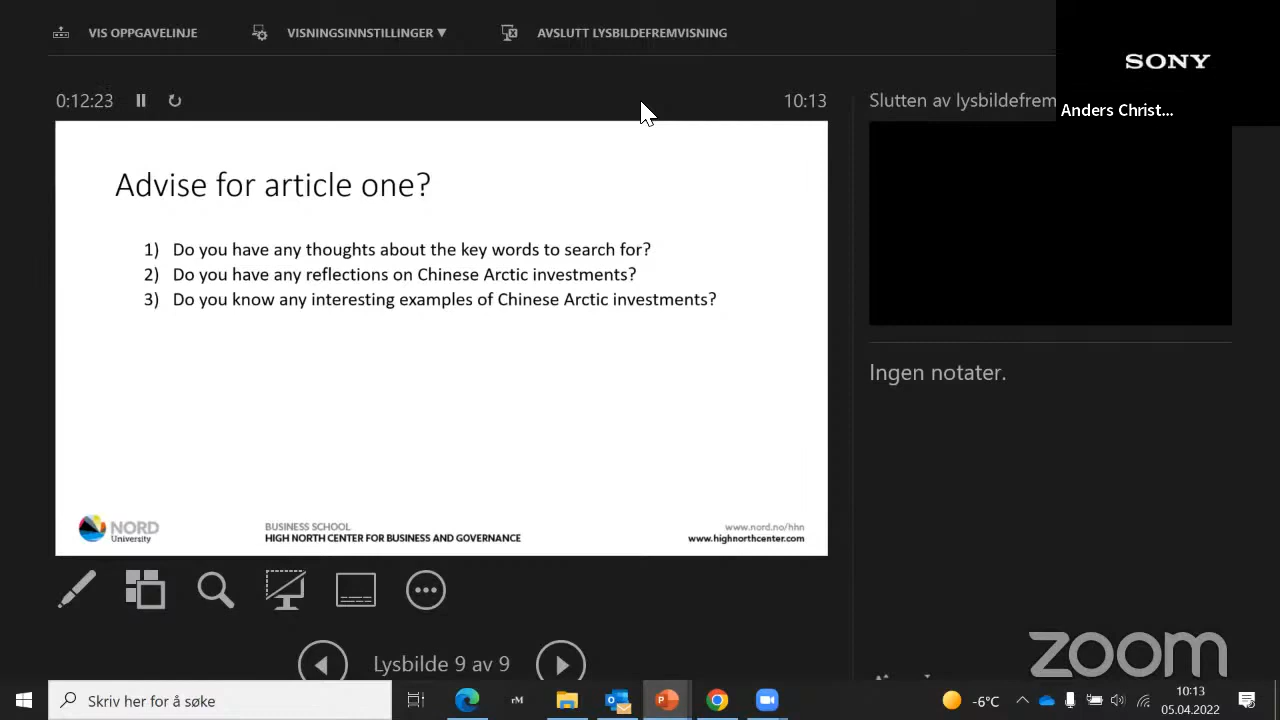 VIS OPPGAVELINJE
VISNINGSINNSTILLINGER ▼
AVSLUTT LYSBILDEFREMVISNING
SONY
Anders Christ...
0:12:23
10:13
Slutten av lysbildefrem
Advise for article one?
1) Do you have any thoughts about the key words to search for?
2) Do you have any reflections on Chinese Arctic investments?
3) Do you know any interesting examples of Chinese Arctic investments?
Ingen notater.
NORD
University
BUSINESS SCHOOL
HIGH NORTH CENTER FOR BUSINESS AND GOVERNANCE
www.nord.no/hhn
www.highnorthcenter.com
Lysbilde 9 av 9
zoom
Skriv her for å søke
-6°C
10:13
05.04.2022